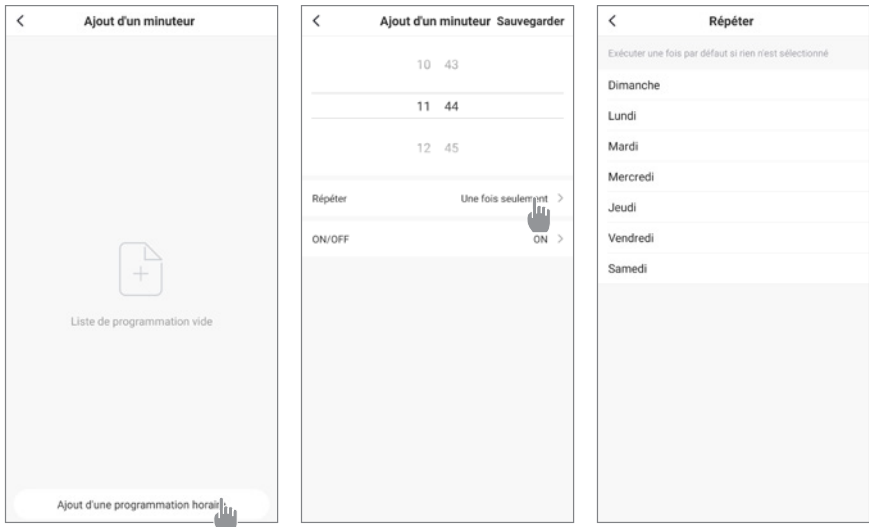 Ajout d'un minuteur
Liste de programmation vide
Ajout d'une programmation horaire
Ajout d'un minuteur Sauvegarder
10 43
11 44
12 45
Répéter Une fois seulement
ON/OFF ON
Répéter
Exécuter une fois par défaut si rien n'est sélectionné
Dimanche
Lundi
Mardi
Mercredi
Jeudi
Vendredi
Samedi